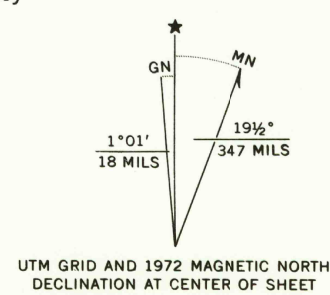 GN
MN
1°01′
18 MILS
19½°
347 MILS
UTM GRID AND 1972 MAGNETIC NORTH
DECLINATION AT CENTER OF SHEET